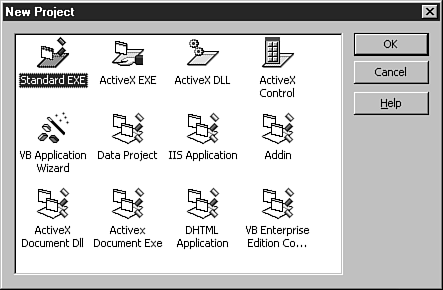 New Project
OK
Cancel
Help
Standard EXE
ActiveX EXE
ActiveX DLL
ActiveX
Control
VB Application
Wizard
Data Project
IIS Application
Addin
ActiveX
Document Dll
Activex
Document Exe
DHTML
Application
VB Enterprise
Edition Co...